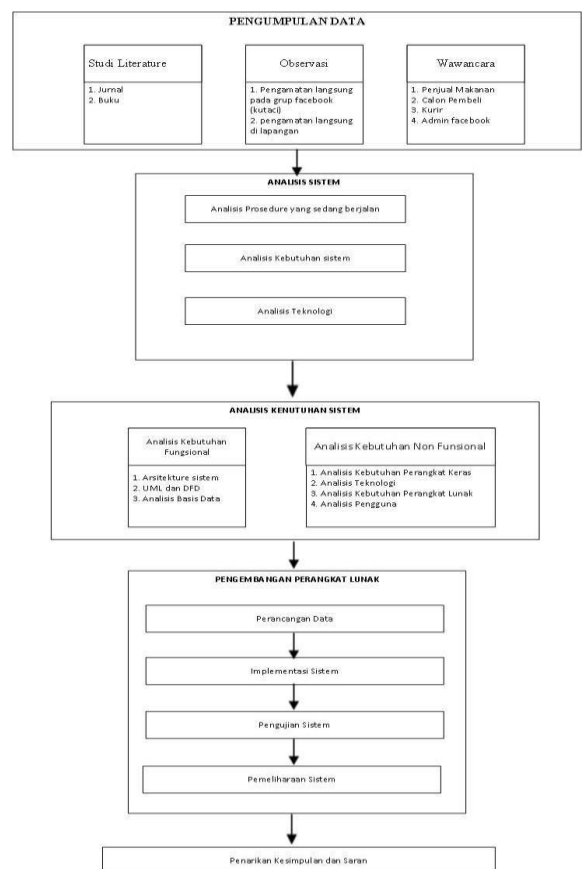 PENGUMPULAN DATA
Studi Literature
1. Jurnal
2. Buku
Observasi
1. Pengamatan langsung
pada grup facebook
(kutaci)
2. pengamatan langsung
di lapangan
Wawancara
1. Penjual Makanan
2. Calon Pembeli
3. Kurir
4. Admin facebook
ANALISIS SISTEM
Analisis Prosedure yang sedang berjalan
Analisis Kebutuhan sistem
Analisis Teknologi
ANALISIS KENUTUHAN SISTEM
Analisis Kebutuhan
Fungsional
1. Arsitekture sistem
2. UML dan DFD
3. Analisis Basis Data
Analisis Kebutuhan Non Funsional
1. Analisis Kebutuhan Perangkat Keras
2. Analisis Teknologi
3. Analisis Kebutuhan Perangkat Lunak
4. Analisis Pengguna
PENGEMBANGAN PERANGKAT LUNAK
Perancangan Data
Implementasi Sistem
Pengujian Sistem
Pemeliharaan Sistem
Penarikan Kesimpulan dan Saran